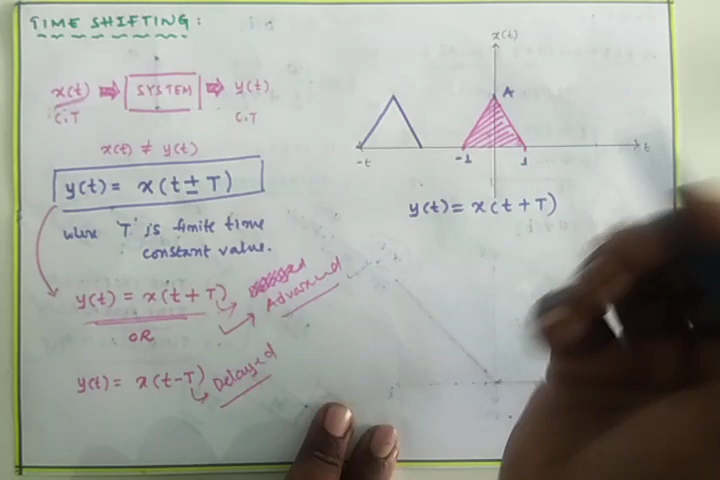 TIME SHIFTING:
x(t) ⇒ SYSTEM ⇒ y(t)
C.T C.T
x(t) ≠ y(t)
y(t) = x(t ± T)
where 'T' is finite time
constant value.
y(t) = x(t + T) Advanced
OR
y(t) = x(t - T) Delayed
x(t)
A
-t -1 1 t
y(t) = x(t + T)